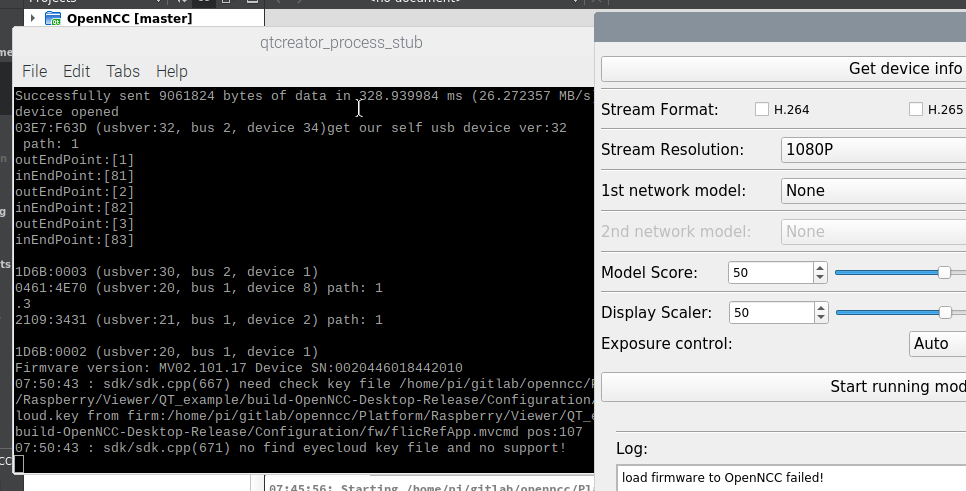 Projects
<no document>
OpenNCC [master]
qtcreator_process_stub
File Edit Tabs Help
Successfully sent 9061824 bytes of data in 328.939984 ms (26.272357 MB/s
device opened
03E7:F63D (usbver:32, bus 2, device 34)get our self usb device ver:32
path: 1
outEndPoint:[1]
inEndPoint:[81]
outEndPoint:[2]
inEndPoint:[82]
outEndPoint:[3]
inEndPoint:[83]
1D6B:0003 (usbver:30, bus 2, device 1)
0461:4E70 (usbver:20, bus 1, device 8) path: 1
.3
2109:3431 (usbver:21, bus 1, device 2) path: 1
1D6B:0002 (usbver:20, bus 1, device 1)
Firmware version: MV02.101.17 Device SN:0020446018442010
07:50:43 : sdk/sdk.cpp(667) need check key file /home/pi/gitlab/openncc/P
/Raspberry/Viewer/QT_example/build-OpenNCC-Desktop-Release/Configuration/
loud.key from firm:/home/pi/gitlab/openncc/Platform/Raspberry/Viewer/QT_e
build-OpenNCC-Desktop-Release/Configuration/fw/flicRefApp.mvcmd pos:107
07:50:43 : sdk/sdk.cpp(671) no find eyecloud key file and no support!
07:45:56: Starting /home/pi/gitlab/openncc/Pl
Get device info
Stream Format: H.264 H.265
Stream Resolution: 1080P
1st network model: None
2nd network model: None
Model Score: 50
Display Scaler: 50
Exposure control: Auto
Start running mod
Log:
load firmware to OpenNCC failed!